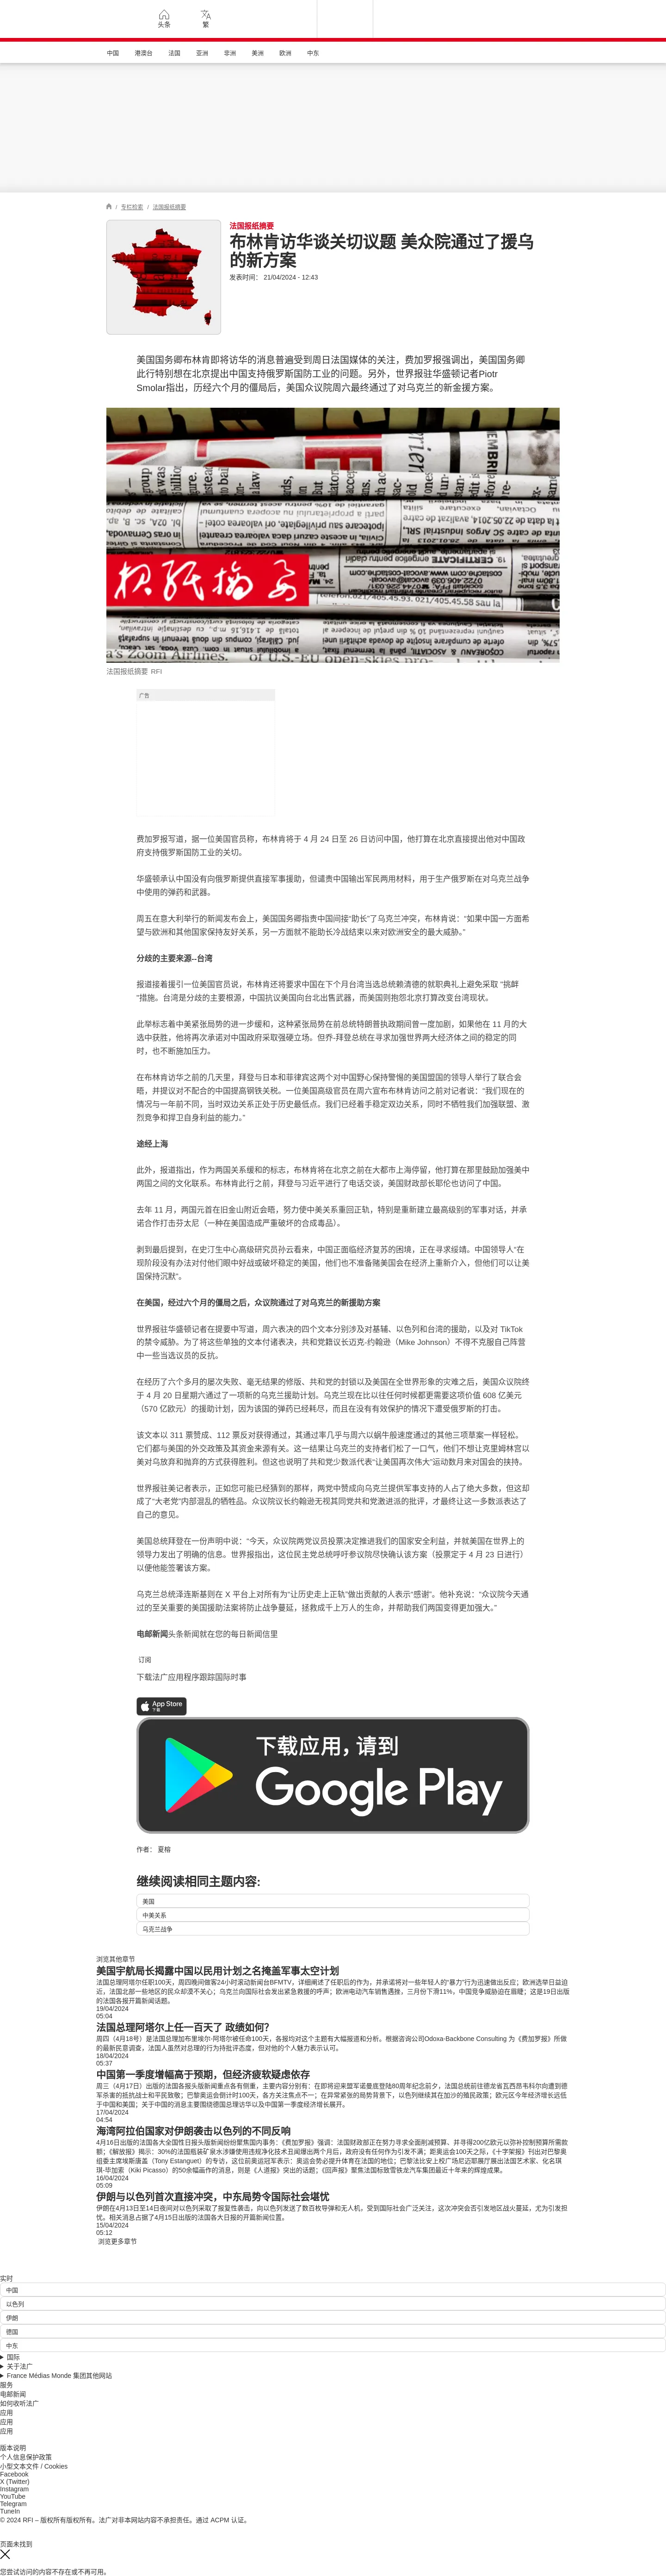 头条
繁
中国 港澳台 法国 亚洲 非洲 美洲 欧洲 中东
/ 专栏检索 / 法国报纸摘要
法国报纸摘要
布林肯访华谈关切议题 美众院通过了援乌
的新方案
发表时间： 21/04/2024 - 12:43
美国国务卿布林肯即将访华的消息普遍受到周日法国媒体的关注，费加罗报强调出，美国国务卿
此行特别想在北京提出中国支持俄罗斯国防工业的问题。另外，世界报驻华盛顿记者Piotr
Smolar指出，历经六个月的僵局后，美国众议院周六最终通过了对乌克兰的新金援方案。
报纸摘要
法国报纸摘要 RFI
广告
费加罗报写道，据一位美国官员称，布林肯将于 4 月 24 日至 26 日访问中国，他打算在北京直接提出他对中国政
府支持俄罗斯国防工业的关切。
华盛顿承认中国没有向俄罗斯提供直接军事援助，但谴责中国输出军民两用材料，用于生产俄罗斯在对乌克兰战争
中使用的弹药和武器。
周五在意大利举行的新闻发布会上，美国国务卿指责中国间接“助长”了乌克兰冲突，布林肯说：“如果中国一方面希
望与欧洲和其他国家保持友好关系，另一方面就不能助长冷战结束以来对欧洲安全的最大威胁。”
分歧的主要来源--台湾
报道接着援引一位美国官员说，布林肯还将要求中国在下个月台湾当选总统赖清德的就职典礼上避免采取 “挑衅
”措施。台湾是分歧的主要根源，中国抗议美国向台北出售武器，而美国则抱怨北京打算改变台湾现状。
此举标志着中美紧张局势的进一步缓和，这种紧张局势在前总统特朗普执政期间曾一度加剧，如果他在 11 月的大
选中获胜，他将再次承诺对中国政府采取强硬立场。但乔-拜登总统在寻求加强世界两大经济体之间的稳定的同
时，也不断施加压力。
在布林肯访华之前的几天里，拜登与日本和菲律宾这两个对中国野心保持警惕的美国盟国的领导人举行了联合会
晤，并提议对不配合的中国提高钢铁关税。一位美国高级官员在周六宣布布林肯访问之前对记者说：“我们现在的
情况与一年前不同，当时双边关系正处于历史最低点。我们已经着手稳定双边关系，同时不牺牲我们加强联盟、激
烈竞争和捍卫自身利益的能力。”
途经上海
此外，报道指出，作为两国关系缓和的标志，布林肯将在北京之前在大都市上海停留，他打算在那里鼓励加强美中
两国之间的文化联系。布林肯此行之前，拜登与习近平进行了电话交谈，美国财政部长耶伦也访问了中国。
去年 11 月，两国元首在旧金山附近会晤，努力使中美关系重回正轨，特别是重新建立最高级别的军事对话，并承
诺合作打击芬太尼（一种在美国造成严重破坏的合成毒品）。
剥到最后提到，在史汀生中心高级研究员孙云看来，中国正面临经济复苏的困境，正在寻求绥靖。中国领导人“在
现阶段没有办法对付他们眼中好战或破坏稳定的美国，他们也不准备赌美国会在经济上重新介入，但他们可以让美
国保持沉默”。
在美国，经过六个月的僵局之后，众议院通过了对乌克兰的新援助方案
世界报驻华盛顿记者在提要中写道，周六表决的四个文本分别涉及对基辅、以色列和台湾的援助，以及对 TikTok
的禁令威胁。为了将这些单独的文本付诸表决，共和党籍议长迈克-约翰逊（Mike Johnson）不得不克服自己阵营
中一些当选议员的反抗。
在经历了六个多月的屡次失败、毫无结果的修版、共和党的封锁以及美国在全世界形象的灾难之后，美国众议院终
于 4 月 20 日星期六通过了一项新的乌克兰援助计划。乌克兰现在比以往任何时候都更需要这项价值 608 亿美元
（570 亿欧元）的援助计划，因为该国的弹药已经耗尽，而且在没有有效保护的情况下遭受俄罗斯的打击。
该文本以 311 票赞成、112 票反对获得通过，其通过率几乎与周六以蜗牛般速度通过的其他三项草案一样轻松。
它们都与美国的外交政策及其资金来源有关。这一结果让乌克兰的支持者们松了一口气，他们不想让克里姆林宫以
美对乌放弃和抛弃的方式获得胜利。但这也说明了共和党少数派代表“让美国再次伟大”运动数月来对国会的挟持。
世界报驻美记者表示，正如您可能已经猜到的那样，两党中赞成向乌克兰提供军事支持的人占了绝大多数，但这却
成了“大老党”内部混乱的牺牲品。众议院议长约翰逊无视其同党共和党激进派的批评，才最终让这一多数派表达了
自己的意见。
美国总统拜登在一份声明中说：“今天，众议院两党议员投票决定推进我们的国家安全利益，并就美国在世界上的
领导力发出了明确的信息。世界报指出，这位民主党总统呼吁参议院尽快确认该方案（投票定于 4 月 23 日进行）
以便他能签署该方案。
乌克兰总统泽连斯基则在 X 平台上对所有为“让历史走上正轨”做出贡献的人表示“感谢”。他补充说：“众议院今天通
过的至关重要的美国援助法案将防止战争蔓延，拯救成千上万人的生命，并帮助我们两国变得更加强大。”
电邮新闻头条新闻就在您的每日新闻信里
订阅
下载法广应用程序跟踪国际时事
App Store
下载
下载应用，请到
Google Play
作者： 夏榕
继续阅读相同主题内容:
美国
中美关系
乌克兰战争
浏览其他章节
美国宇航局长揭露中国以民用计划之名掩盖军事太空计划
法国总理阿塔尔任职100天，周四晚间做客24小时滚动新闻台BFMTV，详细阐述了任职后的作为，并承诺将对一些年轻人的“暴力”行为迅速做出反应；欧洲选举日益迫
近，法国北部一些地区的民众却漠不关心；乌克兰向国际社会发出紧急救援的呼声；欧洲电动汽车销售遇挫，三月份下滑11%，中国竞争威胁迫在眉睫；这是19日出版
的法国各报开篇新闻话题。
19/04/2024
05:04
法国总理阿塔尔上任一百天了 政绩如何?
周四（4月18号）是法国总理加布里埃尔-阿塔尔被任命100天，各报均对这个主题有大幅报道和分析。根据咨询公司Odoxa-Backbone Consulting 为《费加罗报》所做
的最新民意调查，法国人虽然对总理的行为持批评态度，但对他的个人魅力表示认可。
18/04/2024
05:37
中国第一季度增幅高于预期，但经济疲软疑虑依存
周三（4月17日）出版的法国各报头版新闻重点各有侧重，主要内容分别有：在即将迎来盟军诺曼底登陆80周年纪念前夕，法国总统前往德龙省瓦西昂韦科尔向遭到德
军杀害的抵抗战士和平民致敬；巴黎奥运会倒计时100天，各方关注焦点不一；在异常紧张的局势背景下，以色列继续其在加沙的殖民政策；欧元区今年经济增长远低
于中国和美国；关于中国的消息主要围绕德国总理访华以及中国第一季度经济增长展开。
17/04/2024
04:54
海湾阿拉伯国家对伊朗袭击以色列的不同反响
4月16日出版的法国各大全国性日报头版新闻纷纷聚焦国内事务：《费加罗报》强调：法国财政部正在努力寻求全面削减预算，并寻得200亿欧元以弥补控制预算所需款
额；《解放报》揭示：30%的法国瓶装矿泉水涉嫌使用违规净化技术丑闻爆出两个月后，政府没有任何作为引发不满；距奥运会100天之际，《十字架报》刊出对巴黎奥
组委主席埃斯唐盖（Tony Estanguet）的专访，这位前奥运冠军表示：奥运会势必提升体育在法国的地位；巴黎法比安上校广场尼迈耶展厅展出法国艺术家、化名琪
琪-毕加索（Kiki Picasso）的50余幅画作的消息，则是《人道报》突出的话题；《回声报》聚焦法国标致雪铁龙汽车集团最近十年来的辉煌成果。
16/04/2024
05:09
伊朗与以色列首次直接冲突，中东局势令国际社会堪忧
伊朗在4月13日至14日夜间对以色列采取了报复性袭击，向以色列发送了数百枚导弹和无人机，受到国际社会广泛关注，这次冲突会否引发地区战火蔓延，尤为引发担
忧。相关消息占据了4月15日出版的法国各大日报的开篇新闻位置。
15/04/2024
05:12
浏览更多章节
实时
中国
以色列
伊朗
德国
中东
国际
关于法广
France Médias Monde 集团其他网站
服务
电邮新闻
如何收听法广
应用
应用
应用
版本说明
个人信息保护政策
小型文本文件 / Cookies
Facebook
X (Twitter)
Instagram
YouTube
Telegram
TuneIn
© 2024 RFI – 版权所有版权所有。法广对非本网站内容不承担责任。通过 ACPM 认证。
页面未找到
您尝试访问的内容不存在或不再可用。